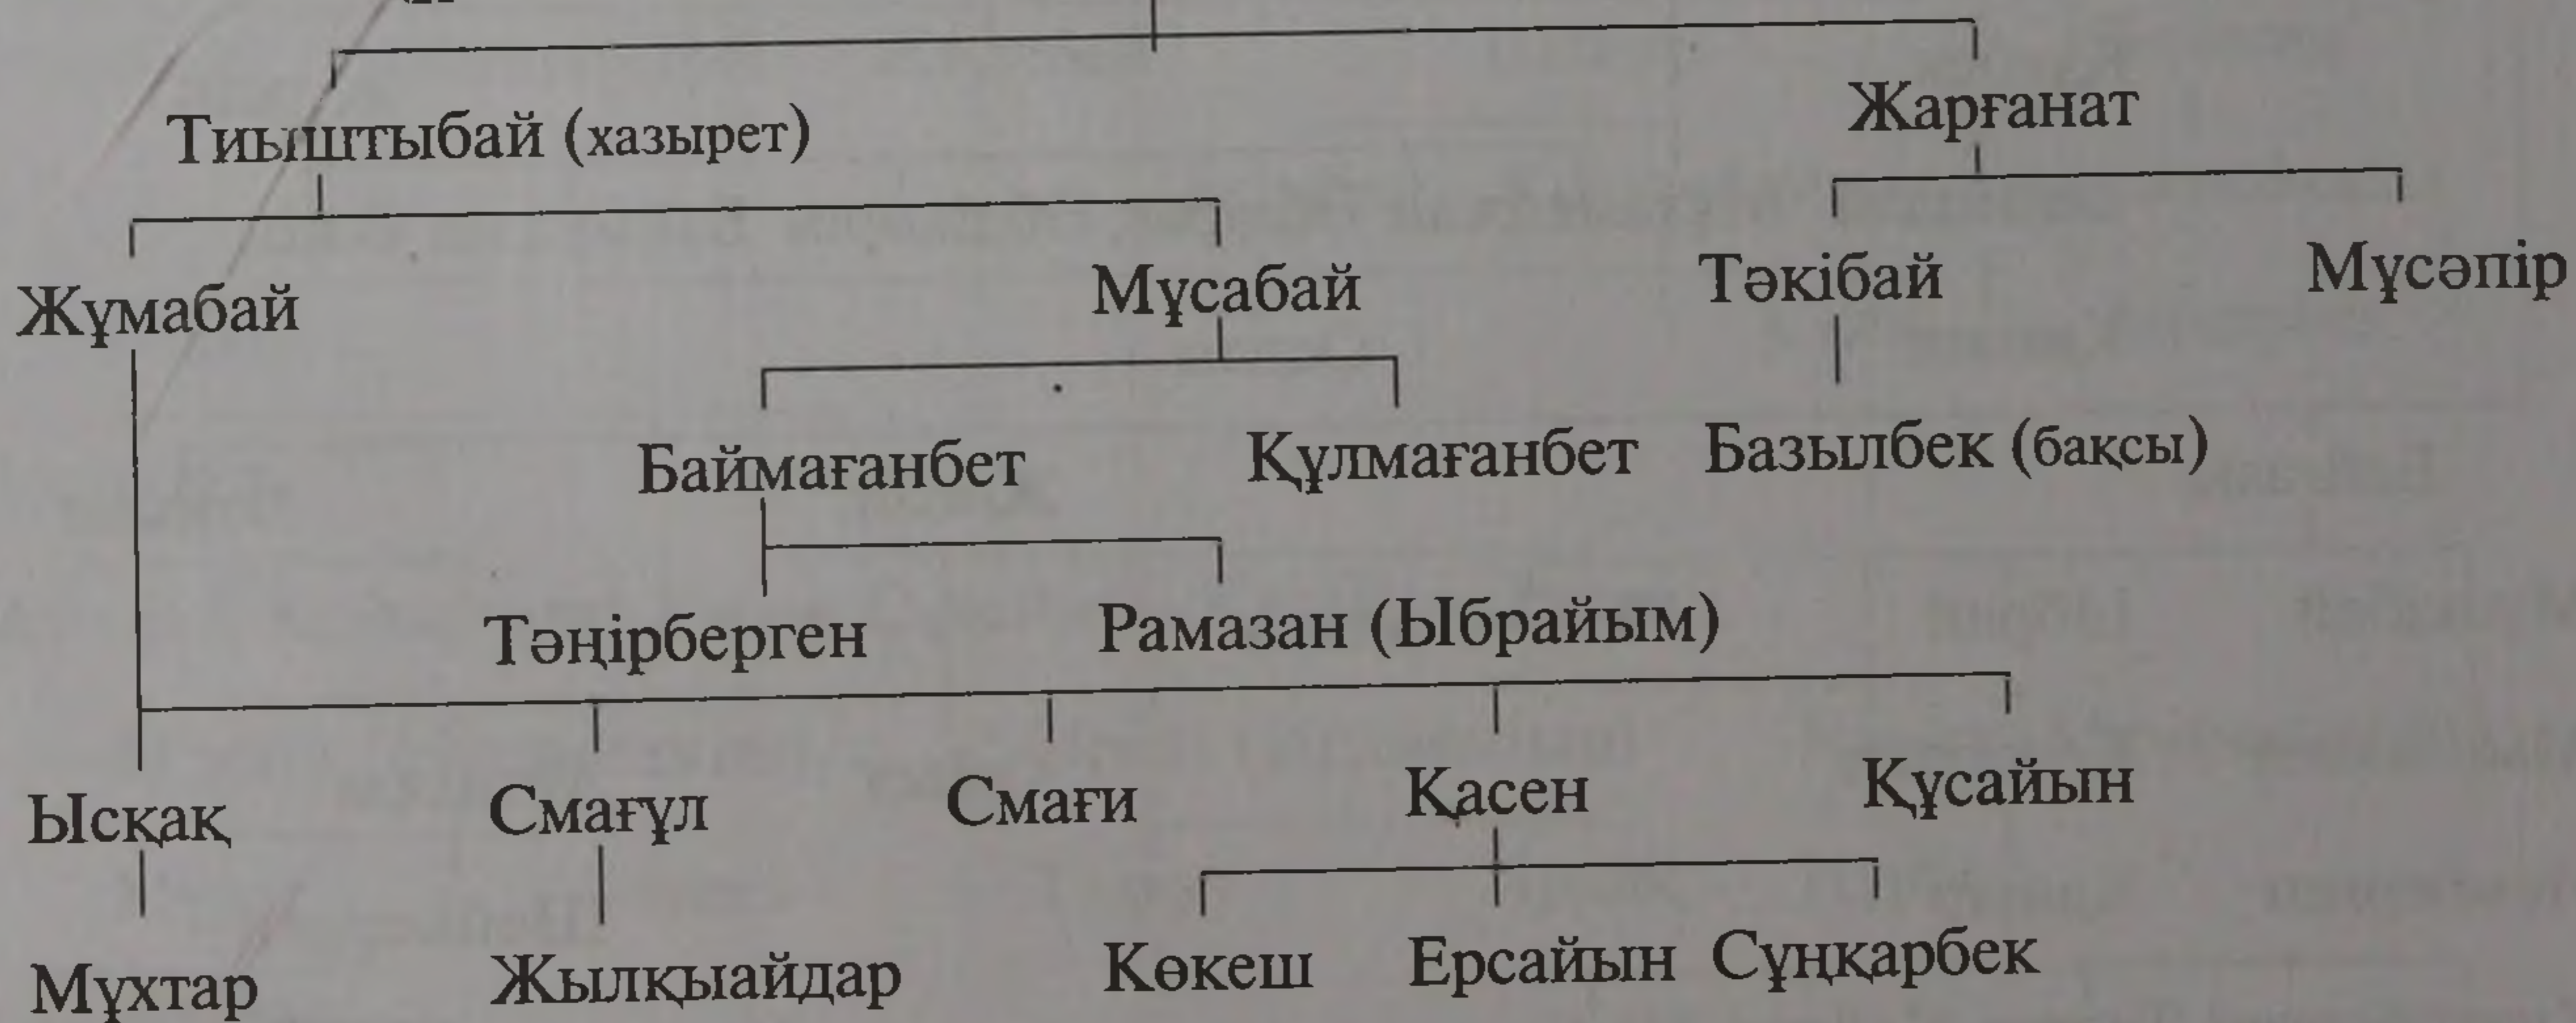 Тиыштыбай (хазырет) Жарғанат
Жұмабай Мұсабай Тәкібай Мүсәпір
Баймағанбет Құлмағанбет Базылбек (бақсы)
Тәңірберген Рамазан (Ыбрайым)
Ысқақ Смағұл Смағи Қасен Құсайын
Мұхтар Жылқыайдар Көкеш Ерсайын Сұңқарбек